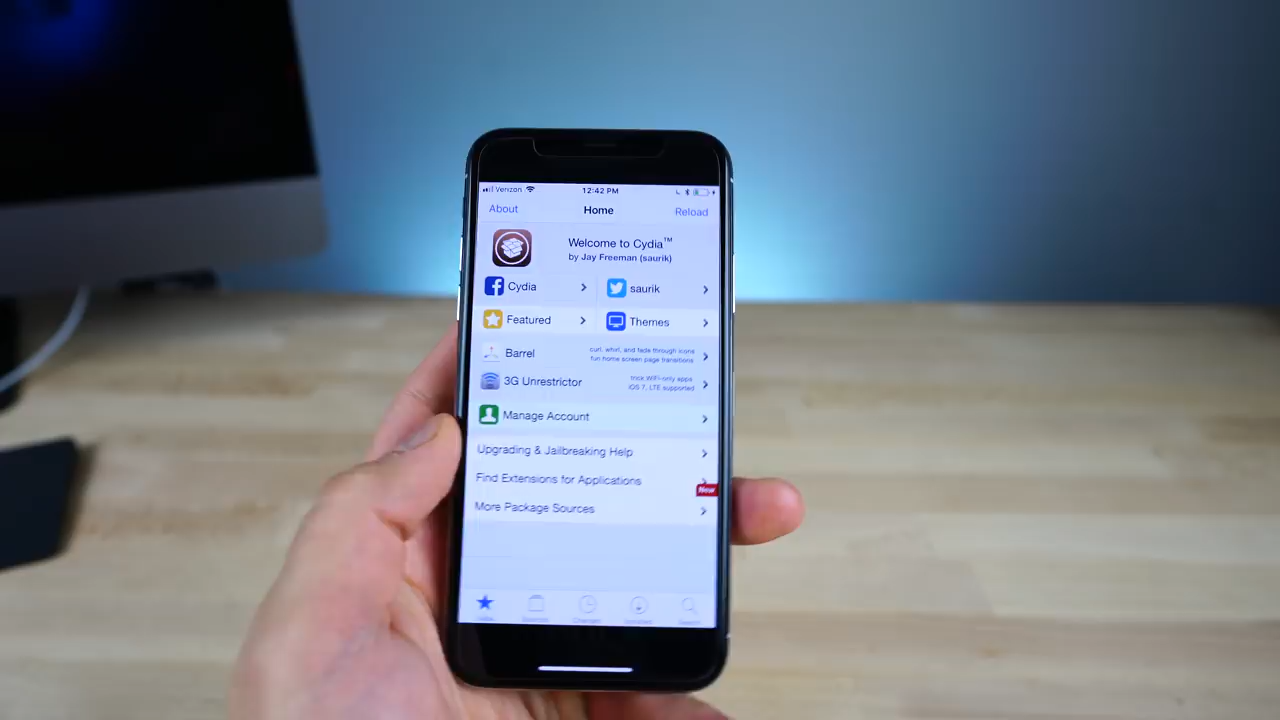 Verizon 12:42 PM
About Home Reload
Welcome to Cydia™
by Jay Freeman (saurik)
Cydia saurik
Featured Themes
Barrel curl, whirl, and fade through icons
fun home screen page transitions
3G Unrestrictor trick WiFi-only apps
iOS 7, LTE supported
Manage Account
Upgrading & Jailbreaking Help
Find Extensions for Applications
New
More Package Sources